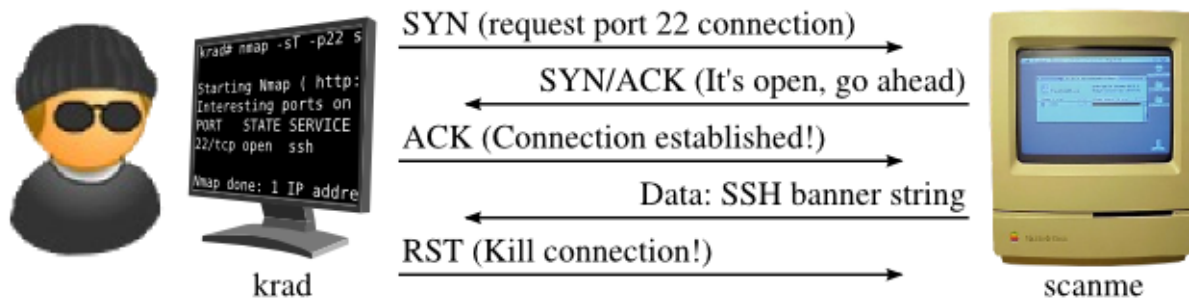 krad# nmap -sT -p22 s
Starting Nmap ( http:
Interesting ports on
PORT STATE SERVICE
22/tcp open ssh
Nmap done: 1 IP addre
SYN (request port 22 connection)
SYN/ACK (It's open, go ahead)
ACK (Connection established!)
Data: SSH banner string
RST (Kill connection!)
krad
scanme